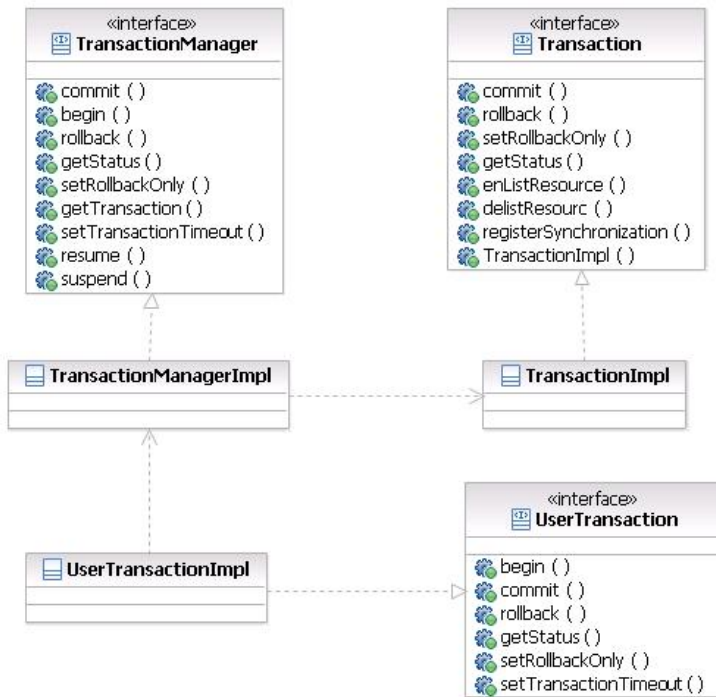 «interface»
TransactionManager
commit ( )
begin ( )
rollback ( )
getStatus ( )
setRollbackOnly ( )
getTransaction ( )
setTransactionTimeout ( )
resume ( )
suspend ( )
«interface»
Transaction
commit ( )
rollback ( )
setRollbackOnly ( )
getStatus ( )
enListResource ( )
delistResourc ( )
registerSynchronization ( )
TransactionImpl ( )
TransactionManagerImpl
TransactionImpl
UserTransactionImpl
«interface»
UserTransaction
begin ( )
commit ( )
rollback ( )
getStatus ( )
setRollbackOnly ( )
setTransactionTimeout ( )